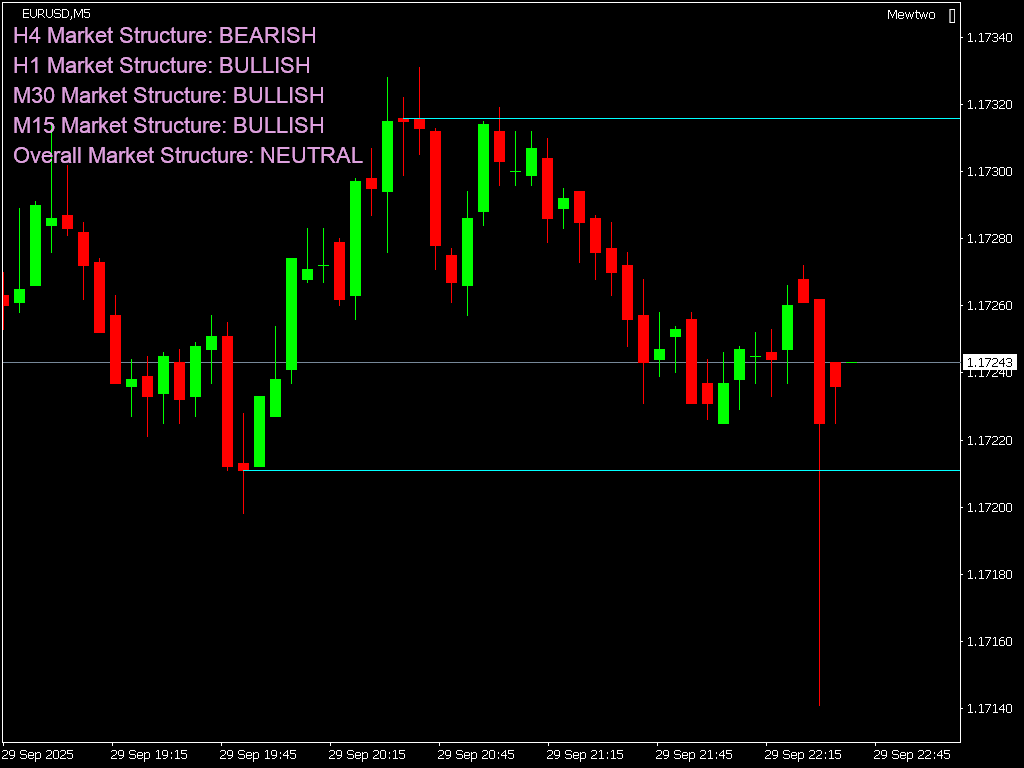 EURUSD,M5
Mewtwo
H4 Market Structure: BEARISH
H1 Market Structure: BULLISH
M30 Market Structure: BULLISH
M15 Market Structure: BULLISH
Overall Market Structure: NEUTRAL
1.17340
1.17320
1.17300
1.17280
1.17260
1.17243
1.17240
1.17220
1.17200
1.17180
1.17160
1.17140
29 Sep 2025
29 Sep 19:15
29 Sep 19:45
29 Sep 20:15
29 Sep 20:45
29 Sep 21:15
29 Sep 21:45
29 Sep 22:15
29 Sep 22:45